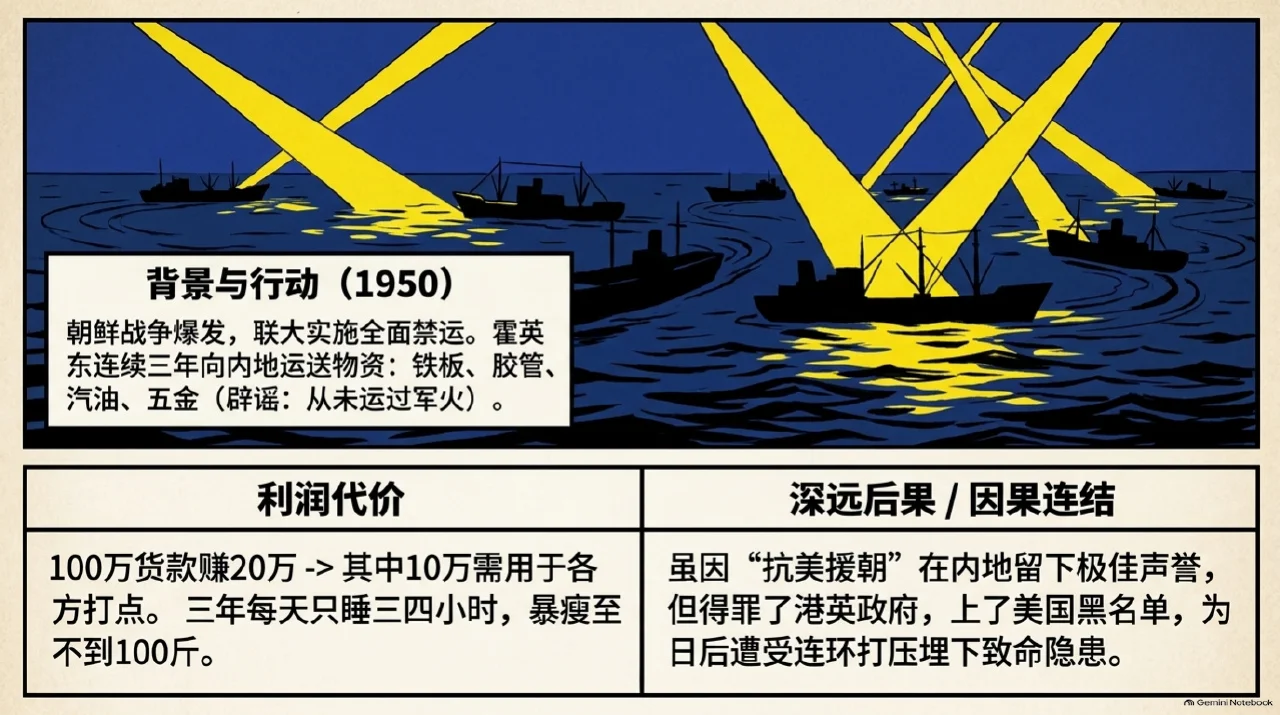 背景与行动（1950）
朝鲜战争爆发，联大实施全面禁运。霍英
东连续三年向内地运送物资：铁板、胶管、
汽油、五金（辟谣：从未运过军火）。
利润代价
100万货款赚20万 -> 其中10万需用于各
方打点。 三年每天只睡三四小时，暴瘦至
不到100斤。
深远后果 / 因果连结
虽因“抗美援朝”在内地留下极佳声誉，
但得罪了港英政府，上了美国黑名单，为
日后遭受连环打压埋下致命隐患。
Gemini Notebook